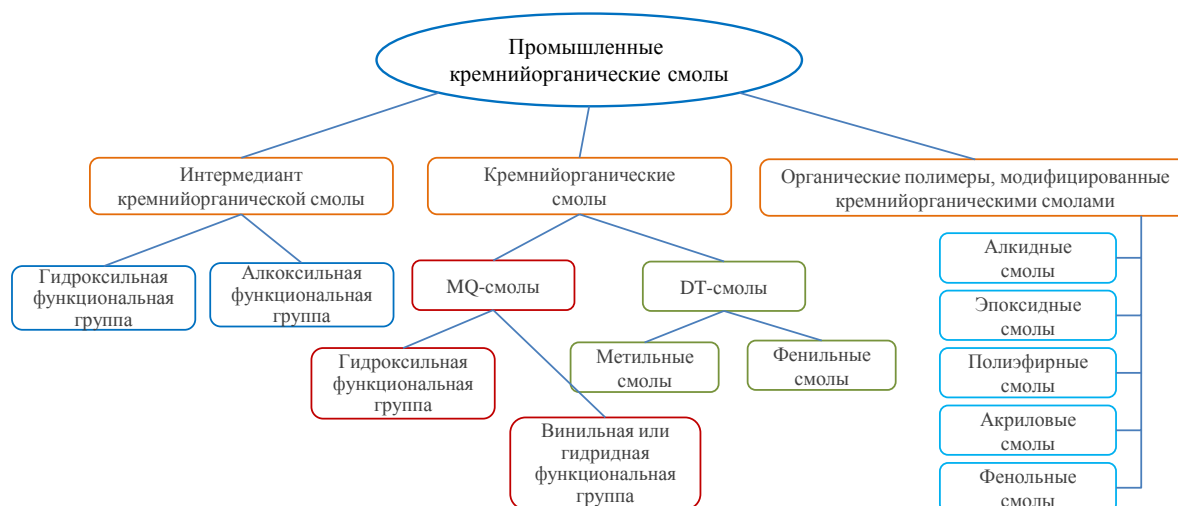 Промышленные
кремнийорганические смолы
Интермедиант
кремнийорганической смолы
Кремнийорганические
смолы
Органические полимеры, модифицированные
кремнийорганическими смолами
Гидроксильная
функциональная
группа
Алкоксильная
функциональная
группа
MQ-смолы
DT-смолы
Алкидные
смолы
Эпоксидные
смолы
Полиэфирные
смолы
Акриловые
смолы
Фенольные
смолы
Гидроксильная
функциональная
группа
Метильные
смолы
Фенильные
смолы
Винильная или
гидридная
функциональная
группа